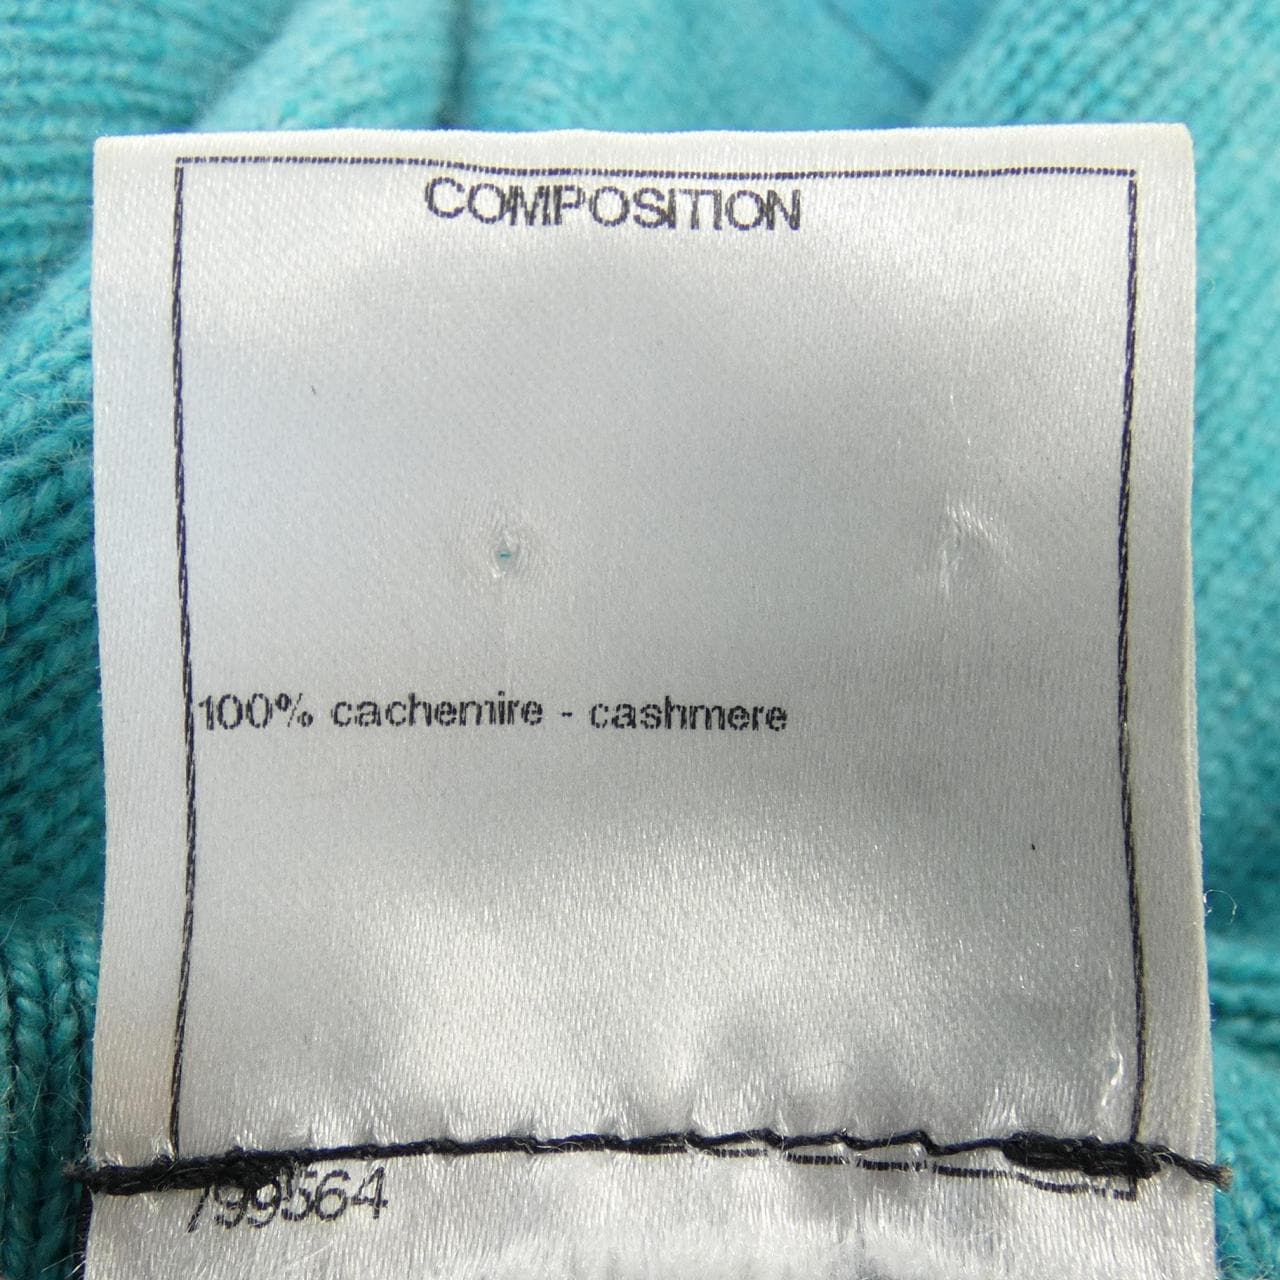 COMPOSITION
100% cachemire - cashmere
799564